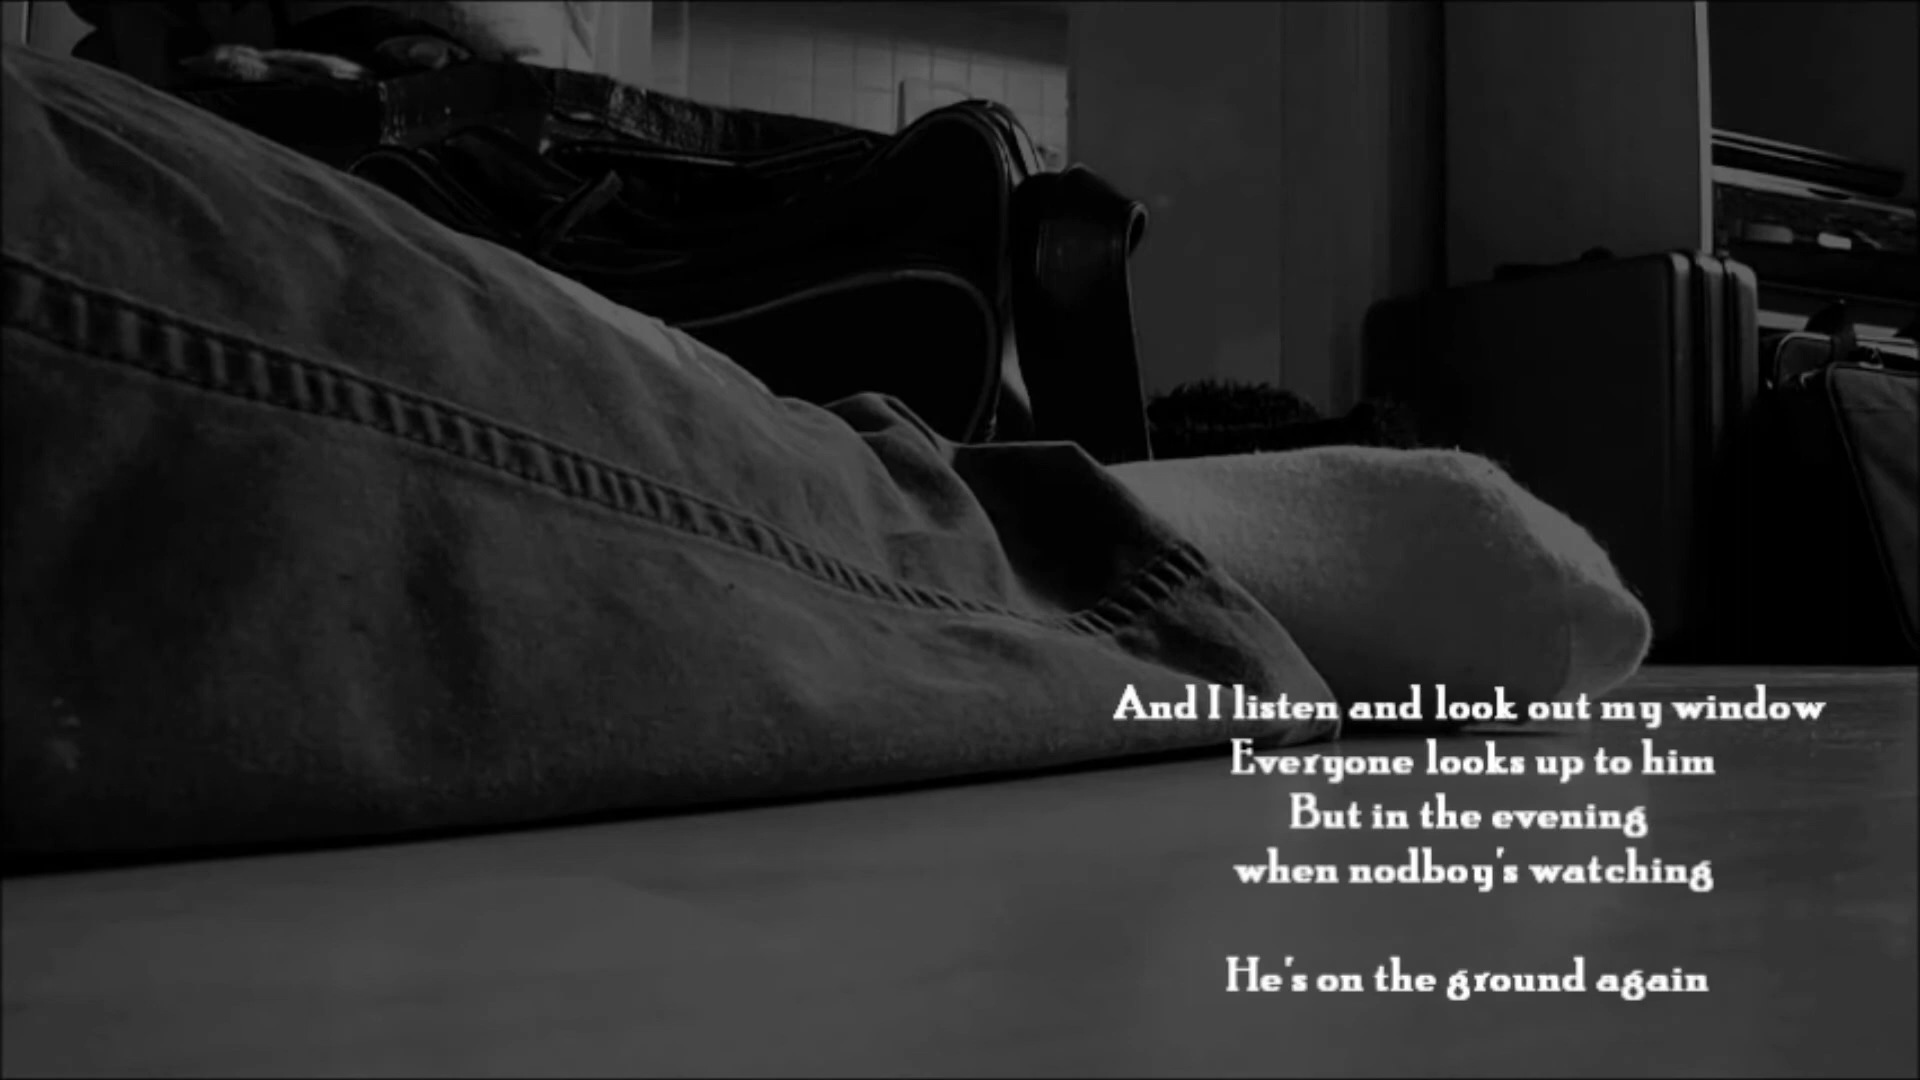 And I listen and look out my window
Everyone looks up to him
But in the evening
when nodboy's watching
He's on the ground again